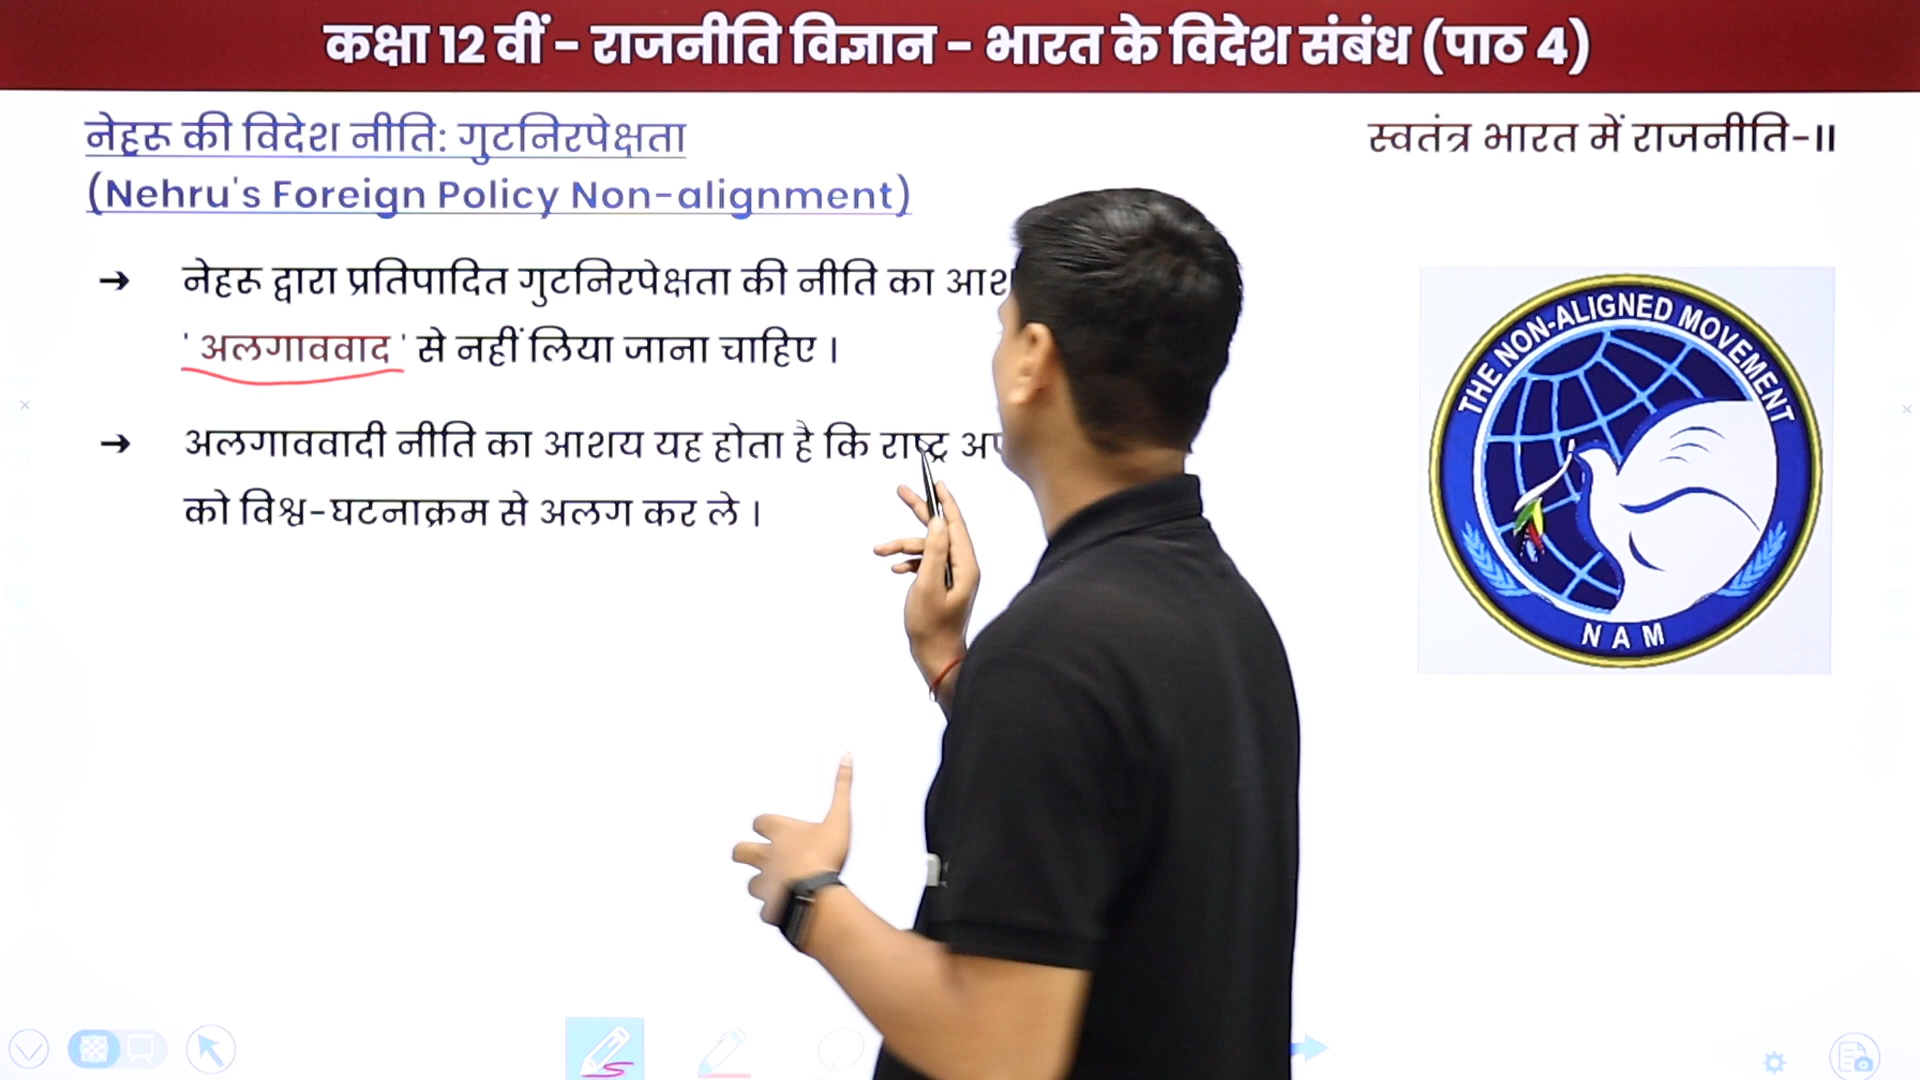 कक्षा 12 वीं - राजनीति विज्ञान - भारत के विदेश संबंध (पाठ 4)
नेहरू की विदेश नीति: गुटनिरपेक्षता
स्वतंत्र भारत में राजनीति-II
(Nehru's Foreign Policy Non-alignment)
→ नेहरू द्वारा प्रतिपादित गुटनिरपेक्षता की नीति का
' अलगाववाद ' से नहीं लिया जाना चाहिए ।
→ अलगाववादी नीति का आशय यह होता है कि राष्ट्र
को विश्व-घटनाक्रम से अलग कर ले ।
THE NON-ALIGNED MOVEMENT
NAM